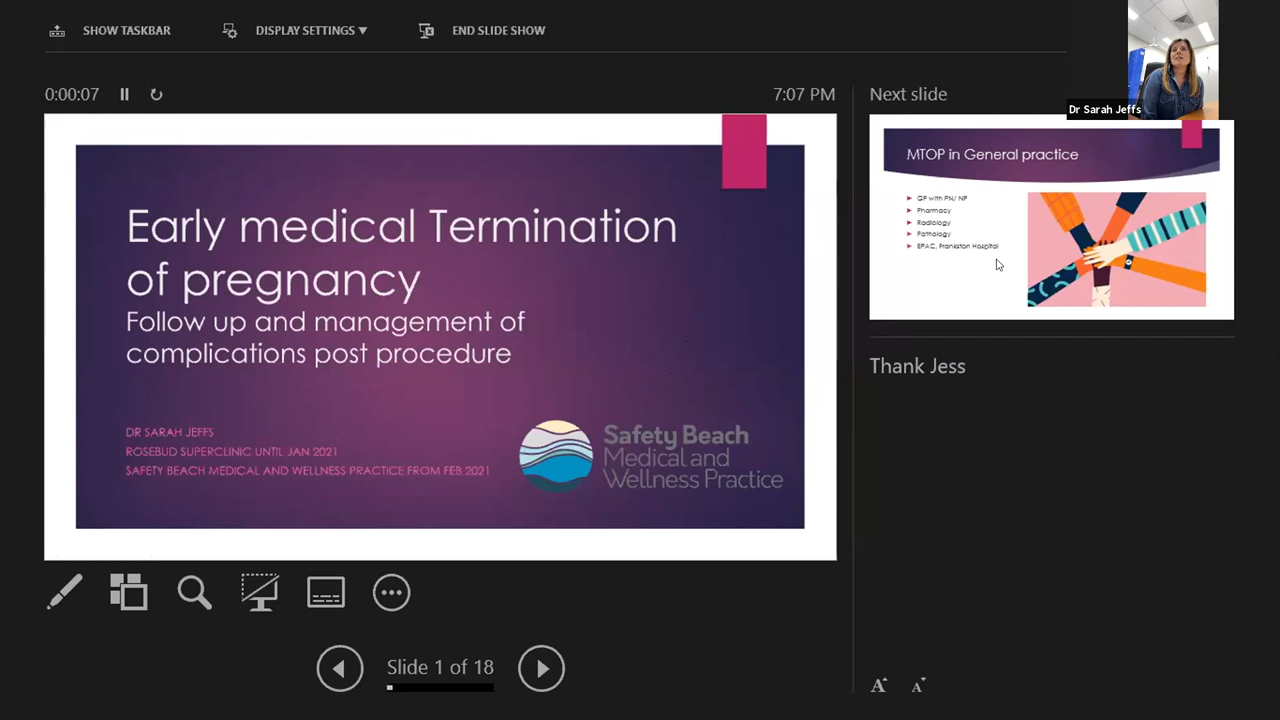 SHOW TASKBAR
DISPLAY SETTINGS ▼
END SLIDE SHOW
0:00:07
7:07 PM
Next slide
Dr Sarah Jeffs
Early medical Termination
of pregnancy
Follow up and management of
complications post procedure
DR SARAH JEFFS
ROSEBUD SUPERCLINIC UNTIL JAN 2021
SAFETY BEACH MEDICAL AND WELLNESS PRACTICE FROM FEB 2021
Safety Beach
Medical and
Wellness Practice
MTOP in General practice
GP with PN/ NP
Pharmacy
Radiology
Pathology
EPAC, Frankston Hospital
Thank Jess
Slide 1 of 18
A
A